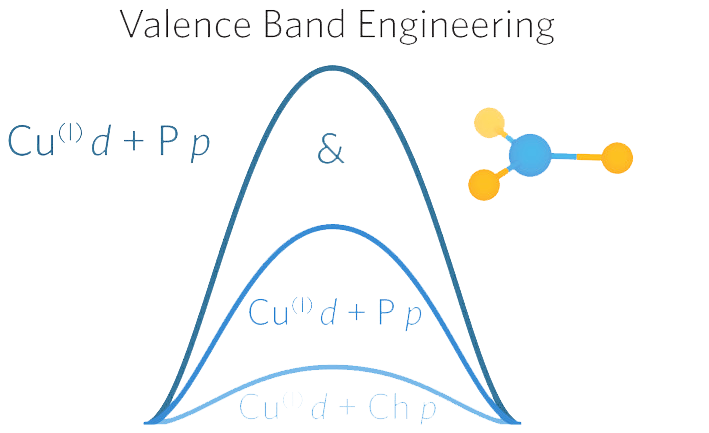 Valence Band Engineering
Cu(I) d + P p
&
Cu(I) d + P p
Cu(I) d + Ch p